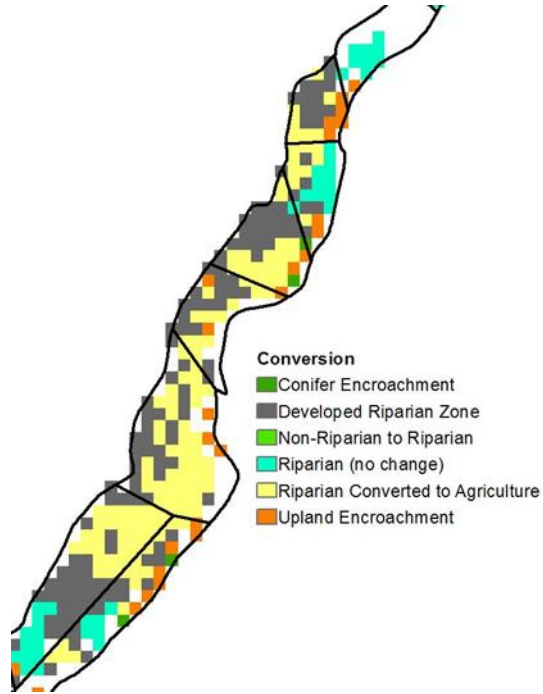 Conversion
Conifer Encroachment
Developed Riparian Zone
Non-Riparian to Riparian
Riparian (no change)
Riparian Converted to Agriculture
Upland Encroachment